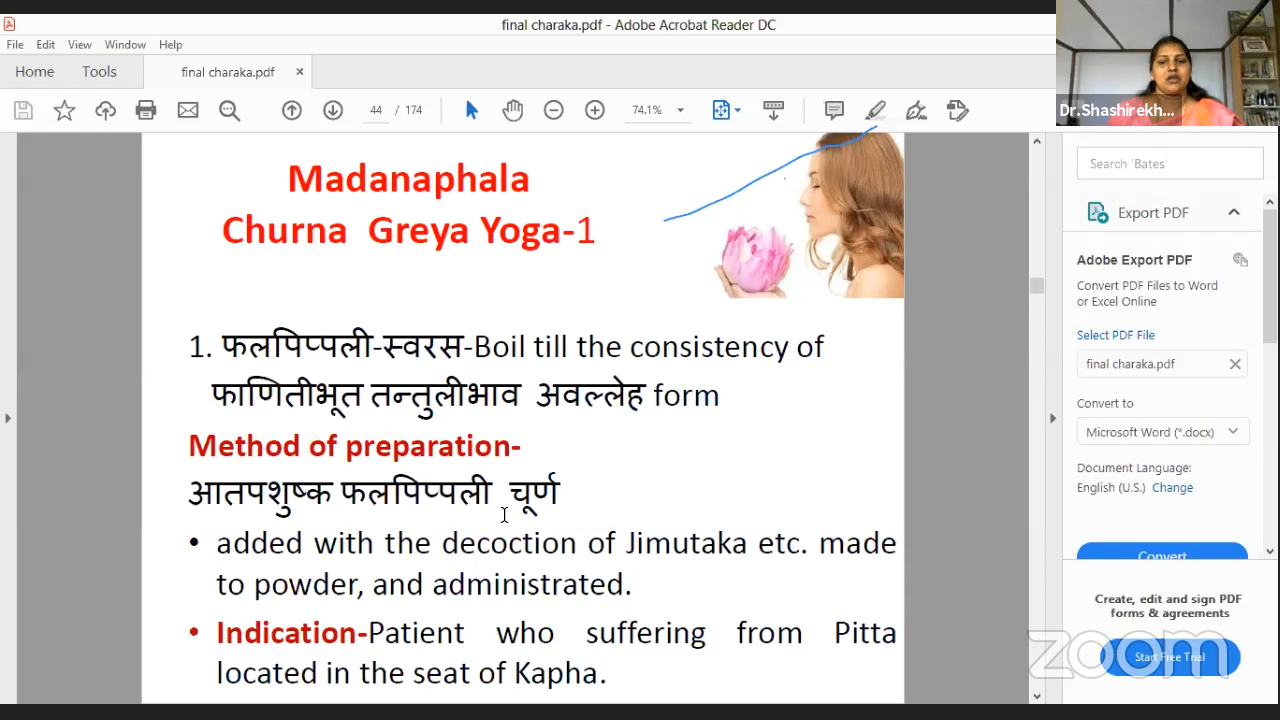 final charaka.pdf - Adobe Acrobat Reader DC
File Edit View Window Help
Home Tools final charaka.pdf ×
44 / 174 74.1%
Dr.Shashirekh...
Madanaphala
Churna Greya Yoga-1
1. फलपिप्पली-स्वरस-Boil till the consistency of
फाणितीभूत तन्तुलीभाव अवल्लेह form
Method of preparation-
आतपशुष्क फलपिप्पली चूर्ण
• added with the decoction of Jimutaka etc. made
to powder, and administrated.
• Indication-Patient who suffering from Pitta
located in the seat of Kapha.
Search 'Bates'
Export PDF
Adobe Export PDF
Convert PDF Files to Word
or Excel Online
Select PDF File
final charaka.pdf
Convert to
Microsoft Word (*.docx)
Document Language:
English (U.S.) Change
Convert
Create, edit and sign PDF
forms & agreements
Start Free Trial
zoom